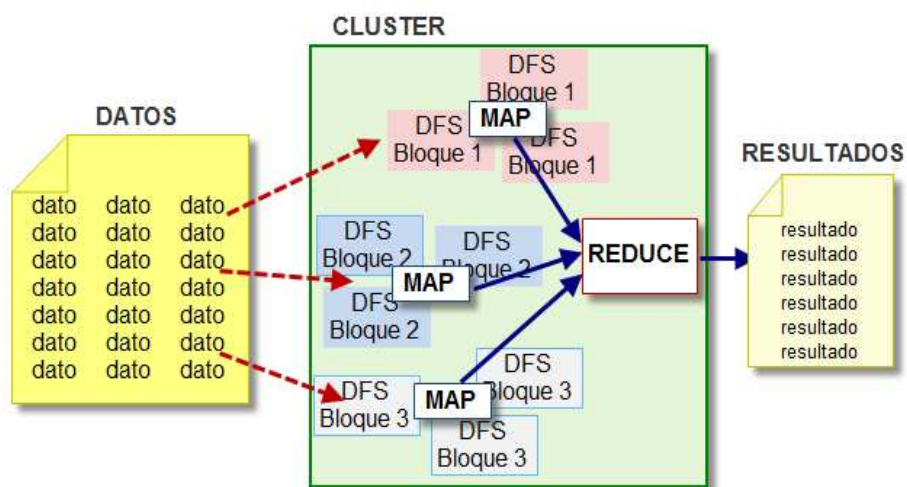 CLUSTER
DATOS
dato dato dato
dato dato dato
dato dato dato
dato dato dato
dato dato dato
dato dato dato
dato dato dato
DFS
Bloque 1
DFS
Bloque 1
MAP
DFS
Bloque 1
DFS
Bloque 2
DFS
Bloque 2
MAP
DFS
Bloque 2
DFS
Bloque 3
MAP
DFS
Bloque 3
DFS
Bloque 3
REDUCE
RESULTADOS
resultado
resultado
resultado
resultado
resultado
resultado